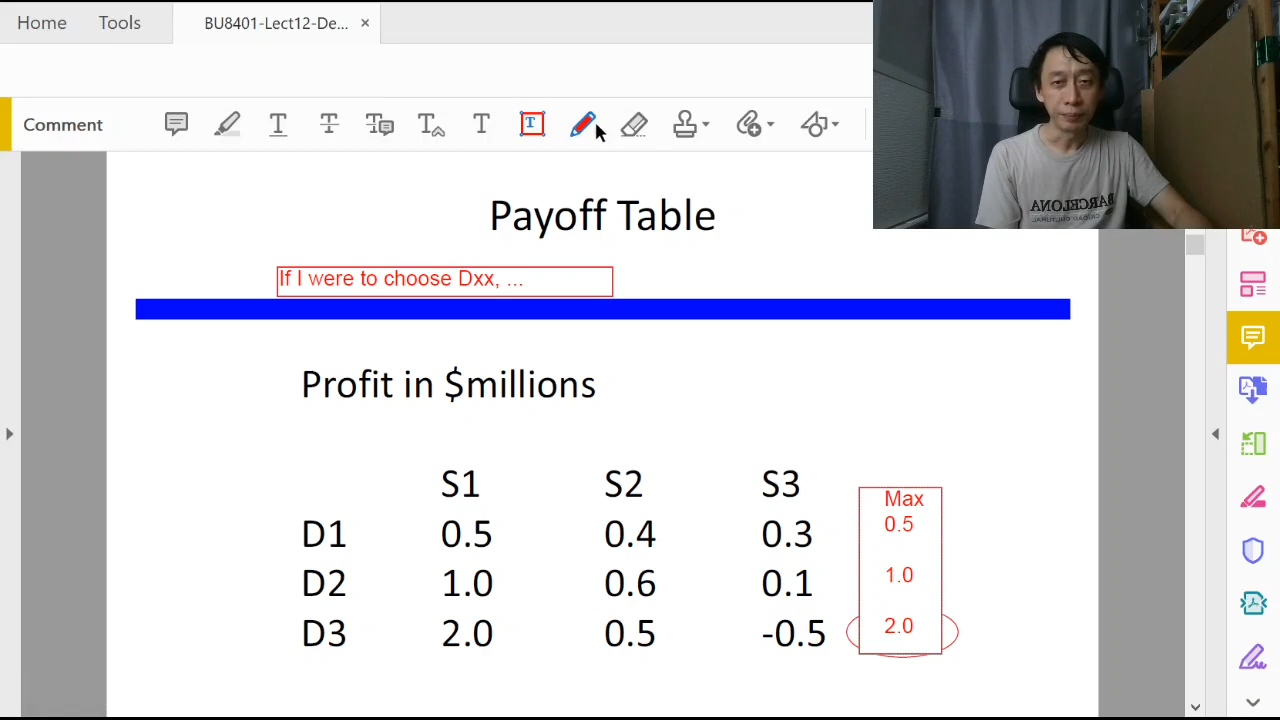 Home Tools BU8401-Lect12-De... ×
Comment
Payoff Table
If I were to choose Dxx, ...
Profit in $millions
S1 S2 S3 Max
D1 0.5 0.4 0.3 0.5
D2 1.0 0.6 0.1 1.0
D3 2.0 0.5 -0.5 2.0
BARCELONA